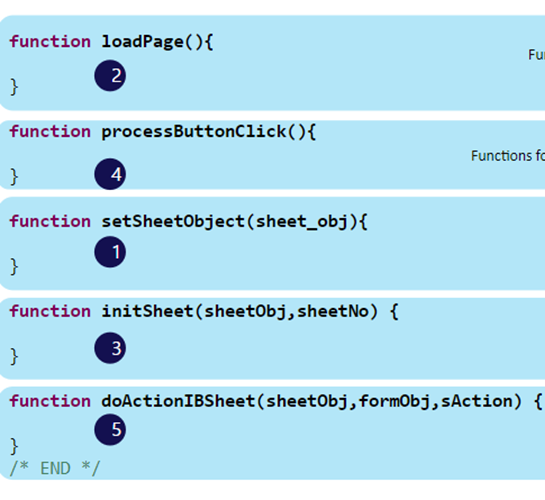 function loadPage(){
Fu
2
}
function processButtonClick(){
Functions fo
4
}
function setSheetObject(sheet_obj){
1
}
function initSheet(sheetObj,sheetNo) {
3
}
function doActionIBSheet(sheetObj,formObj,sAction) {
5
}
/* END */